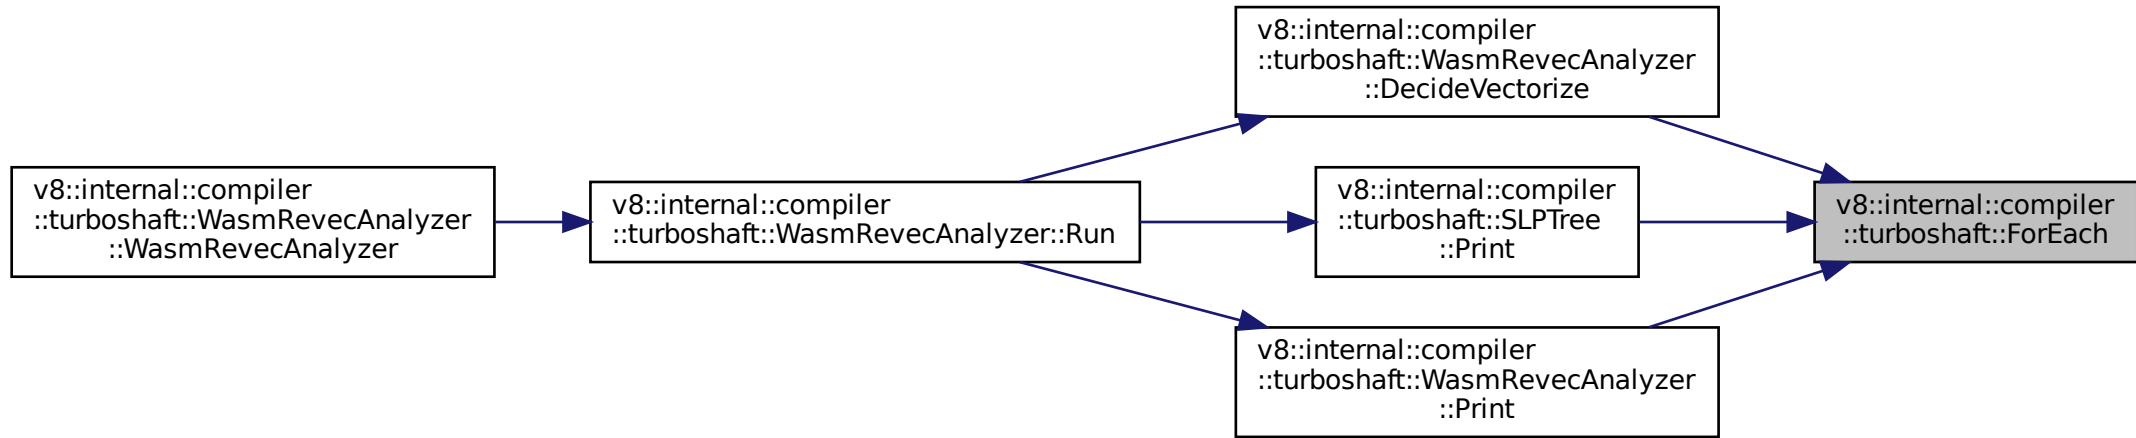 v8::internal::compiler
::turboshaft::WasmRevecAnalyzer
::WasmRevecAnalyzer
v8::internal::compiler
::turboshaft::WasmRevecAnalyzer::Run
v8::internal::compiler
::turboshaft::WasmRevecAnalyzer
::DecideVectorize
v8::internal::compiler
::turboshaft::SLPTree
::Print
v8::internal::compiler
::turboshaft::WasmRevecAnalyzer
::Print
v8::internal::compiler
::turboshaft::ForEach